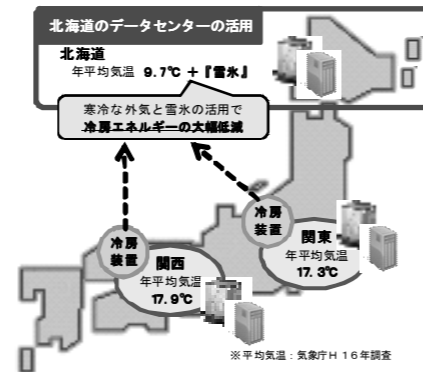 北海道のデータセンターの活用
北海道
年平均気温 9.7℃ ＋『雪氷』
寒冷な外気と雪氷の活用で
冷房エネルギーの大幅低減
冷房
装置
関西
年平均気温
17.9℃
冷房
装置
関東
年平均気温
17.3℃
※平均気温：気象庁H16年調査